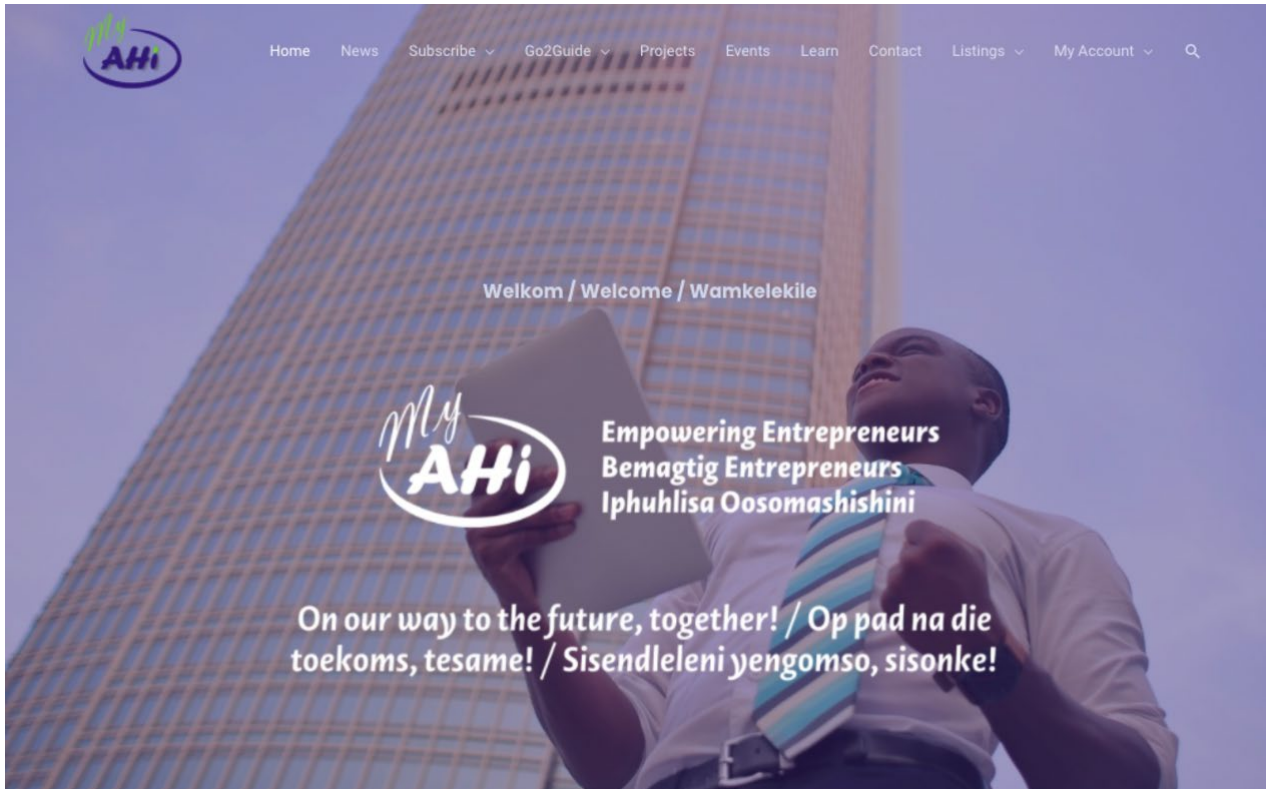 My
AHi
Home News Subscribe Go2Guide Projects Events Learn Contact Listings My Account
Welkom / Welcome / Wamkelekile
My
AHi
Empowering Entrepreneurs
Bemagtig Entrepreneurs
Iphuhlisa Oosomashishini
On our way to the future, together! / Op pad na die
toekoms, tesame! / Sisendleleni yengomso, sisonke!